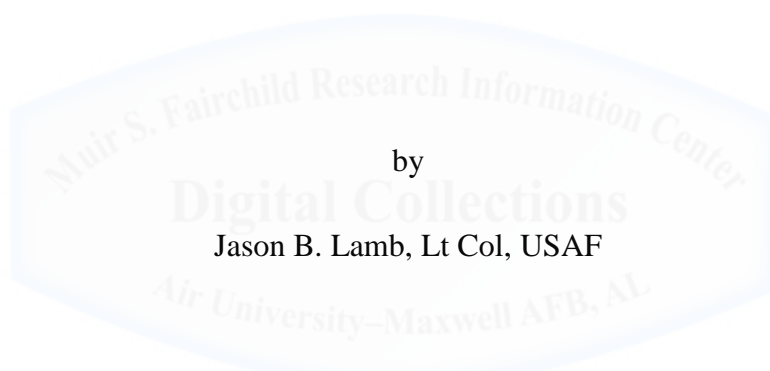 Muir S. Fairchild Research Information Center
by
Digital Collections
Jason B. Lamb, Lt Col, USAF
Air University–Maxwell AFB, AL